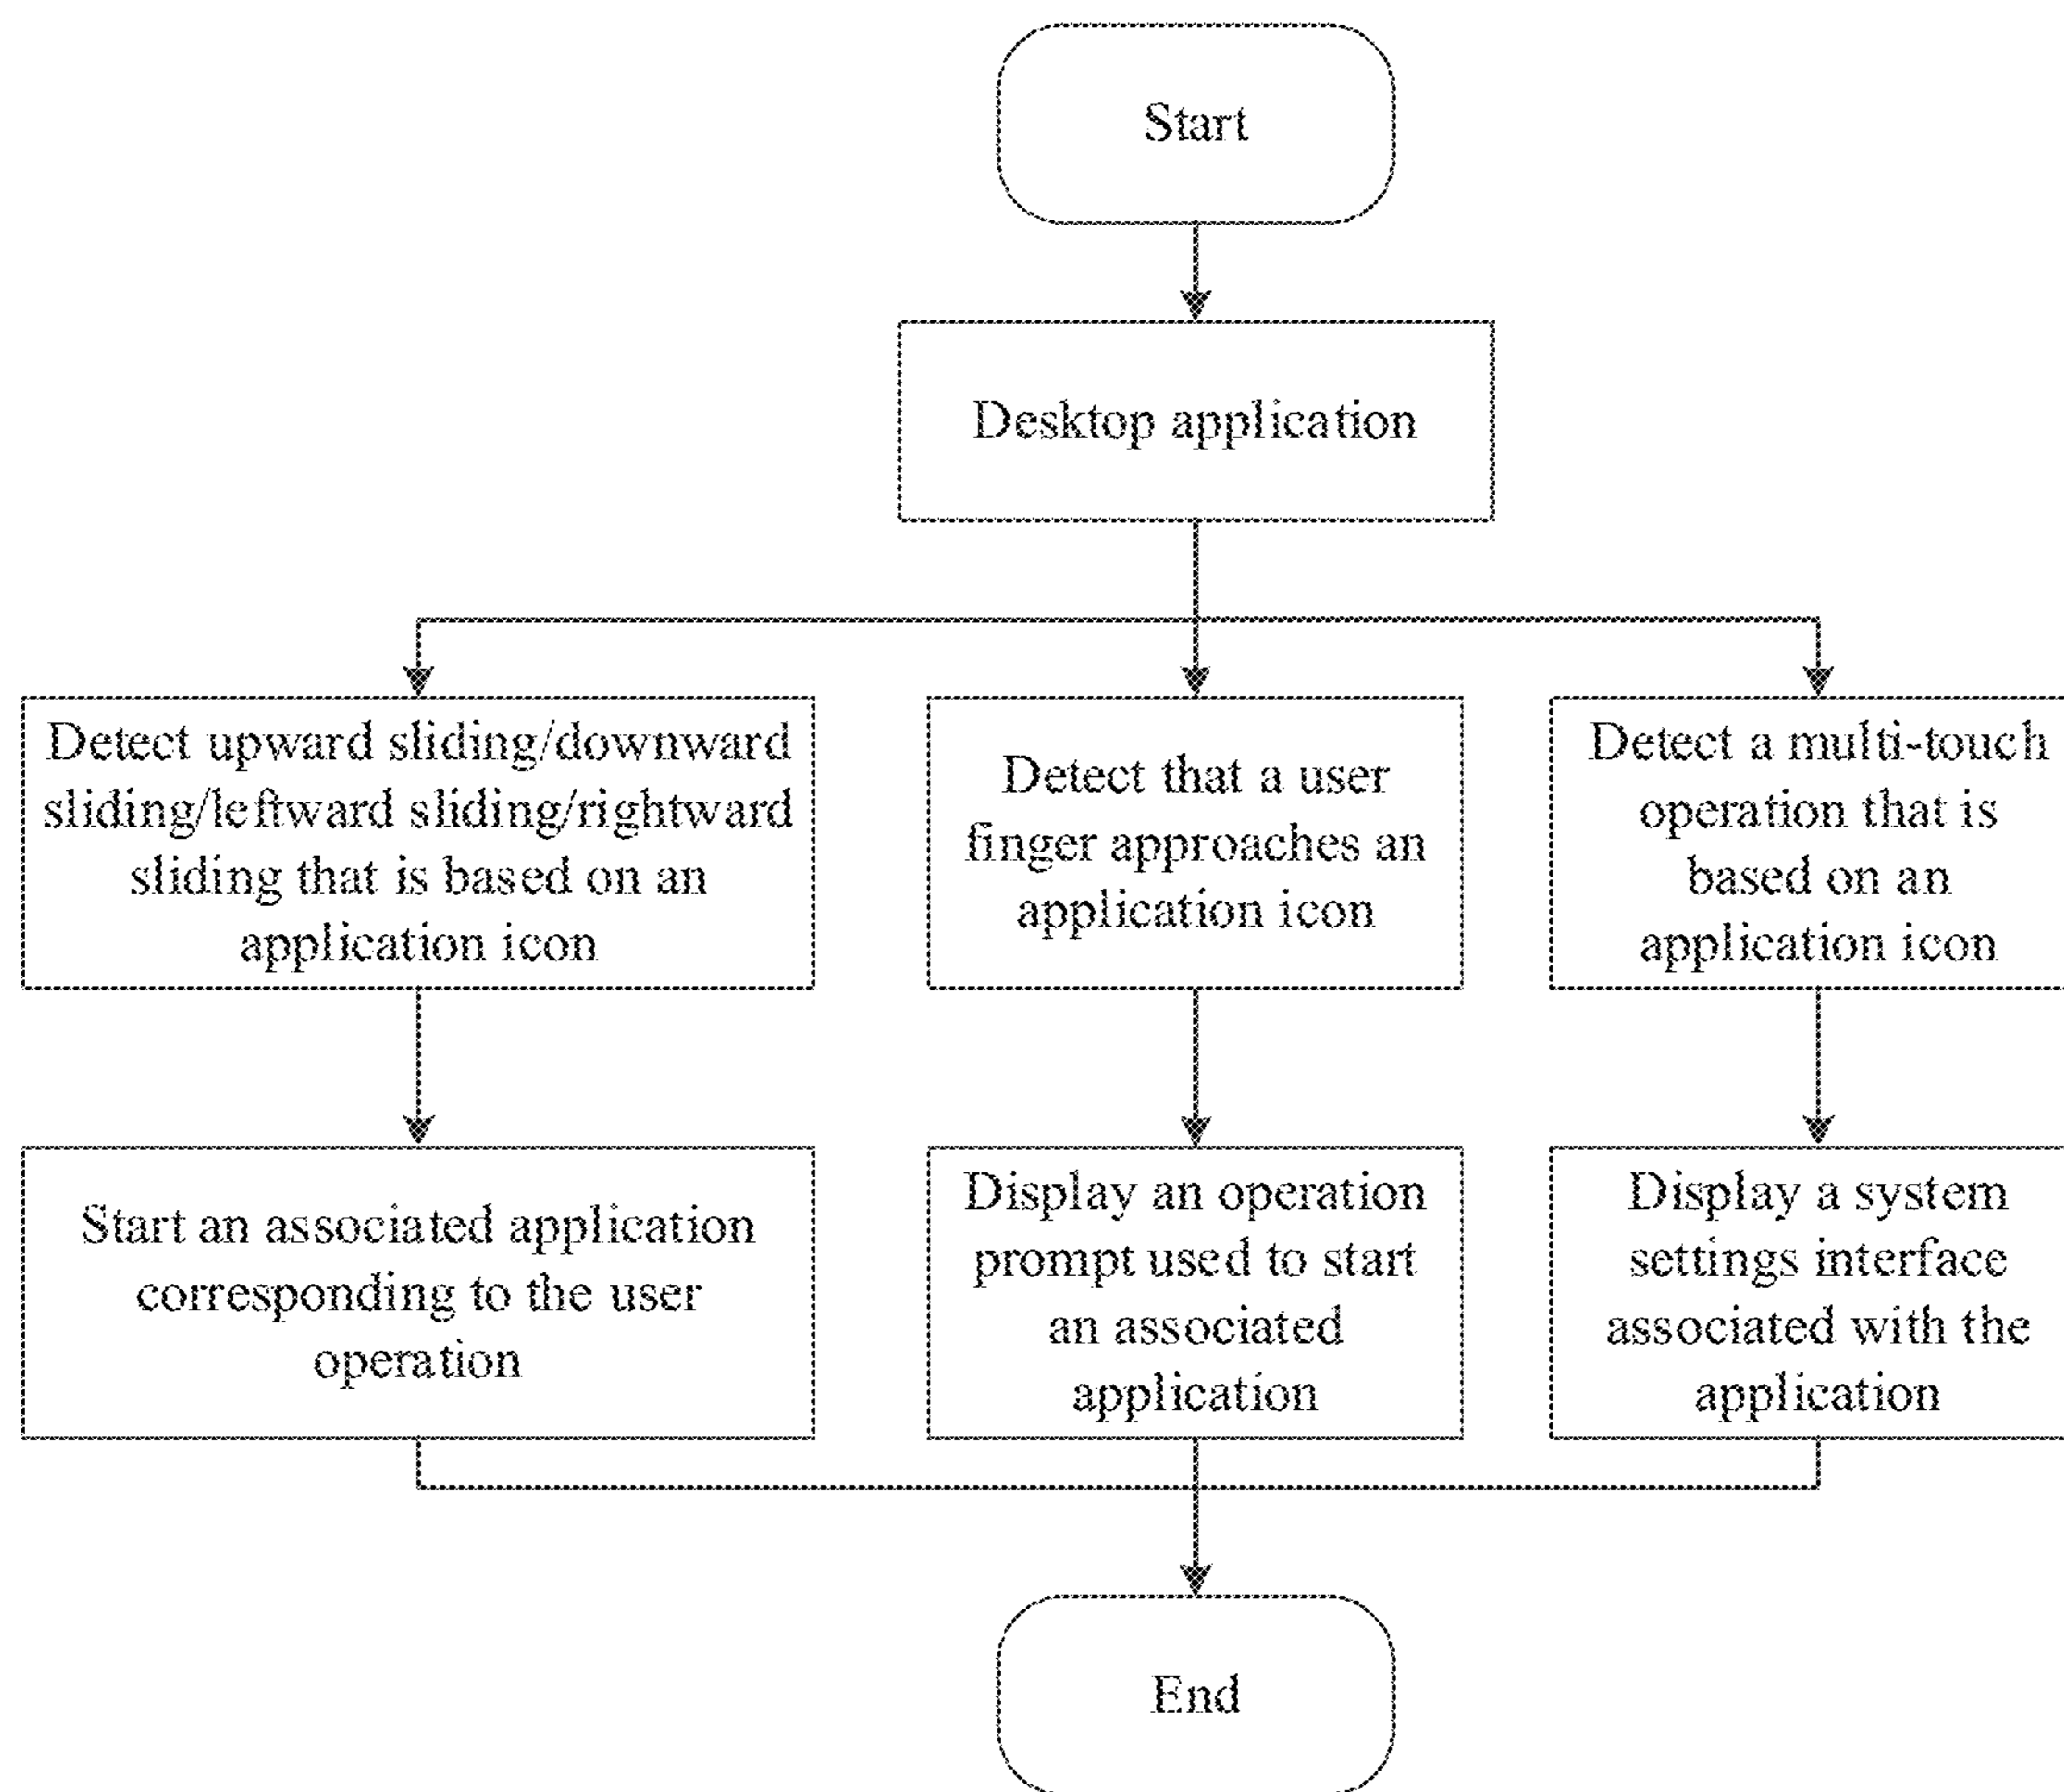 Start
Desktop application
Detect upward sliding/downward
sliding/leftward sliding/rightward
sliding that is based on an
application icon
Detect that a user
finger approaches an
application icon
Detect a multi-touch
operation that is
based on an
application icon
Start an associated application
corresponding to the user
operation
Display an operation
prompt used to start
an associated
application
Display a system
settings interface
associated with the
application
End